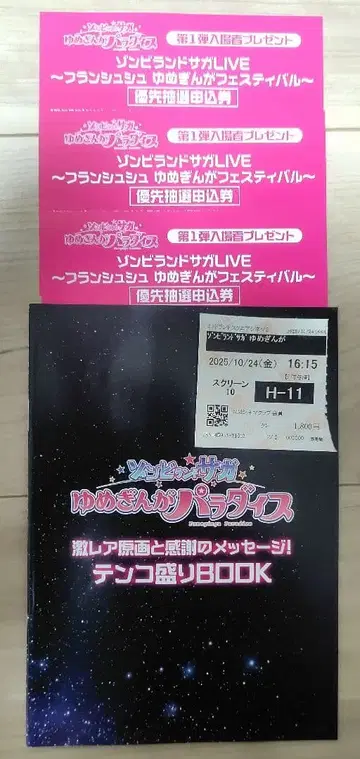 ゾンビランドサガ
ゆめぎんがパラダイス
第1弾入場者プレゼント
ゾンビランドサガLIVE
～フランシュシュ ゆめぎんがフェスティバル～
優先抽選申込券
ゾンビランドサガ
ゆめぎんがパラダイス
第1弾入場者プレゼント
ゾンビランドサガLIVE
～フランシュシュ ゆめぎんがフェスティバル～
優先抽選申込券
ゾンビランドサガ
ゆめぎんがパラダイス
第1弾入場者プレゼント
ゾンビランドサガLIVE
～フランシュシュ ゆめぎんがフェスティバル～
優先抽選申込券
ゾンビランドサガ ゆめぎんが
2025/10/24(金) 16:15
スクリーン
10
H-11
1,800円
ゾンビランドサガ
ゆめぎんがパラダイス
Yumeginga Paradise
激レア原画と感謝のメッセージ!
テンコ盛りBOOK